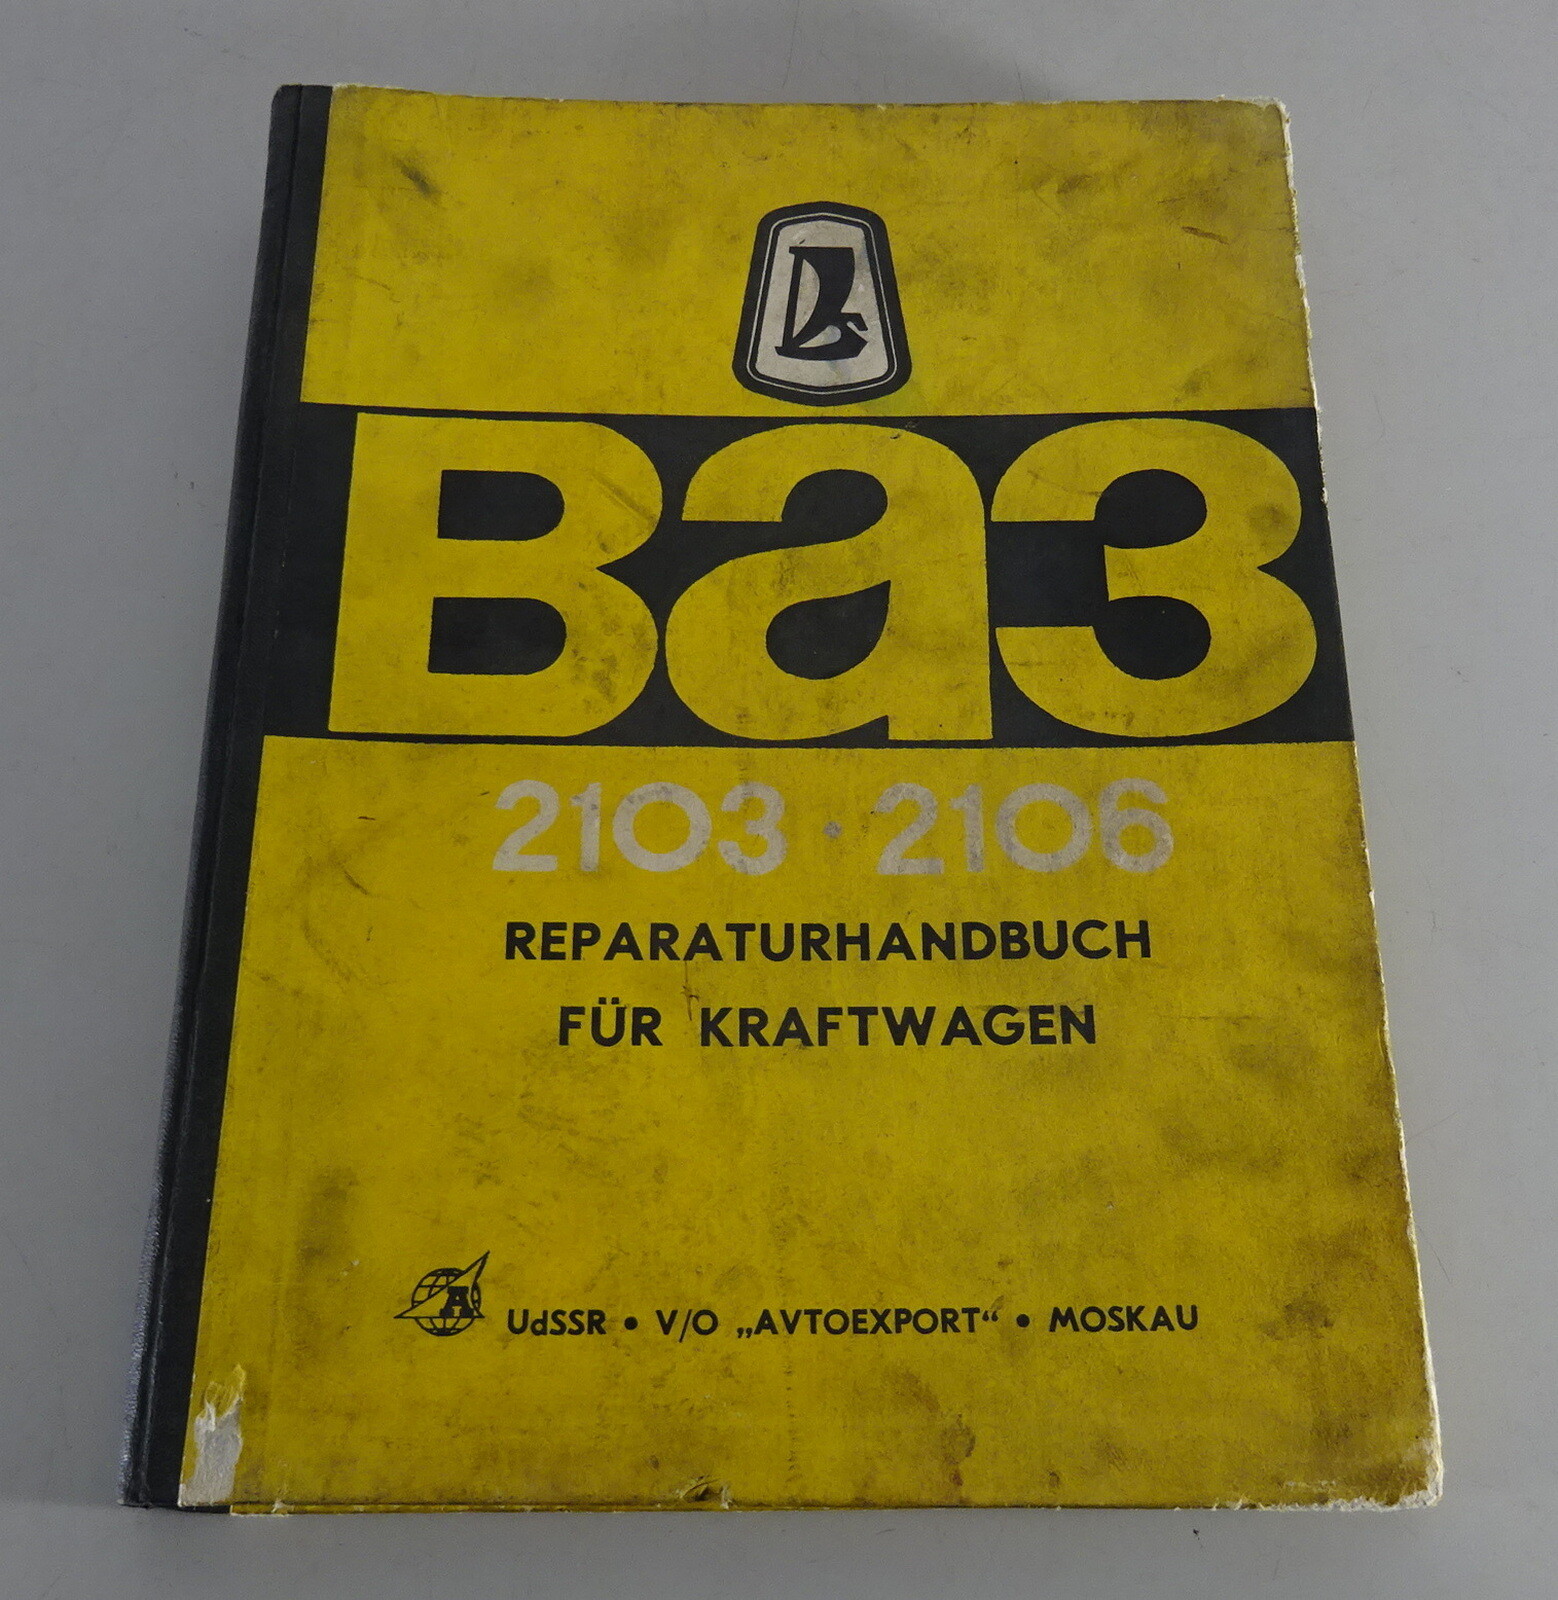 Ваз
2103 • 2106
REPARATURHANDBUCH
FÜR KRAFTWAGEN
A UdSSR • V/O „AVTOEXPORT“ • MOSKAU